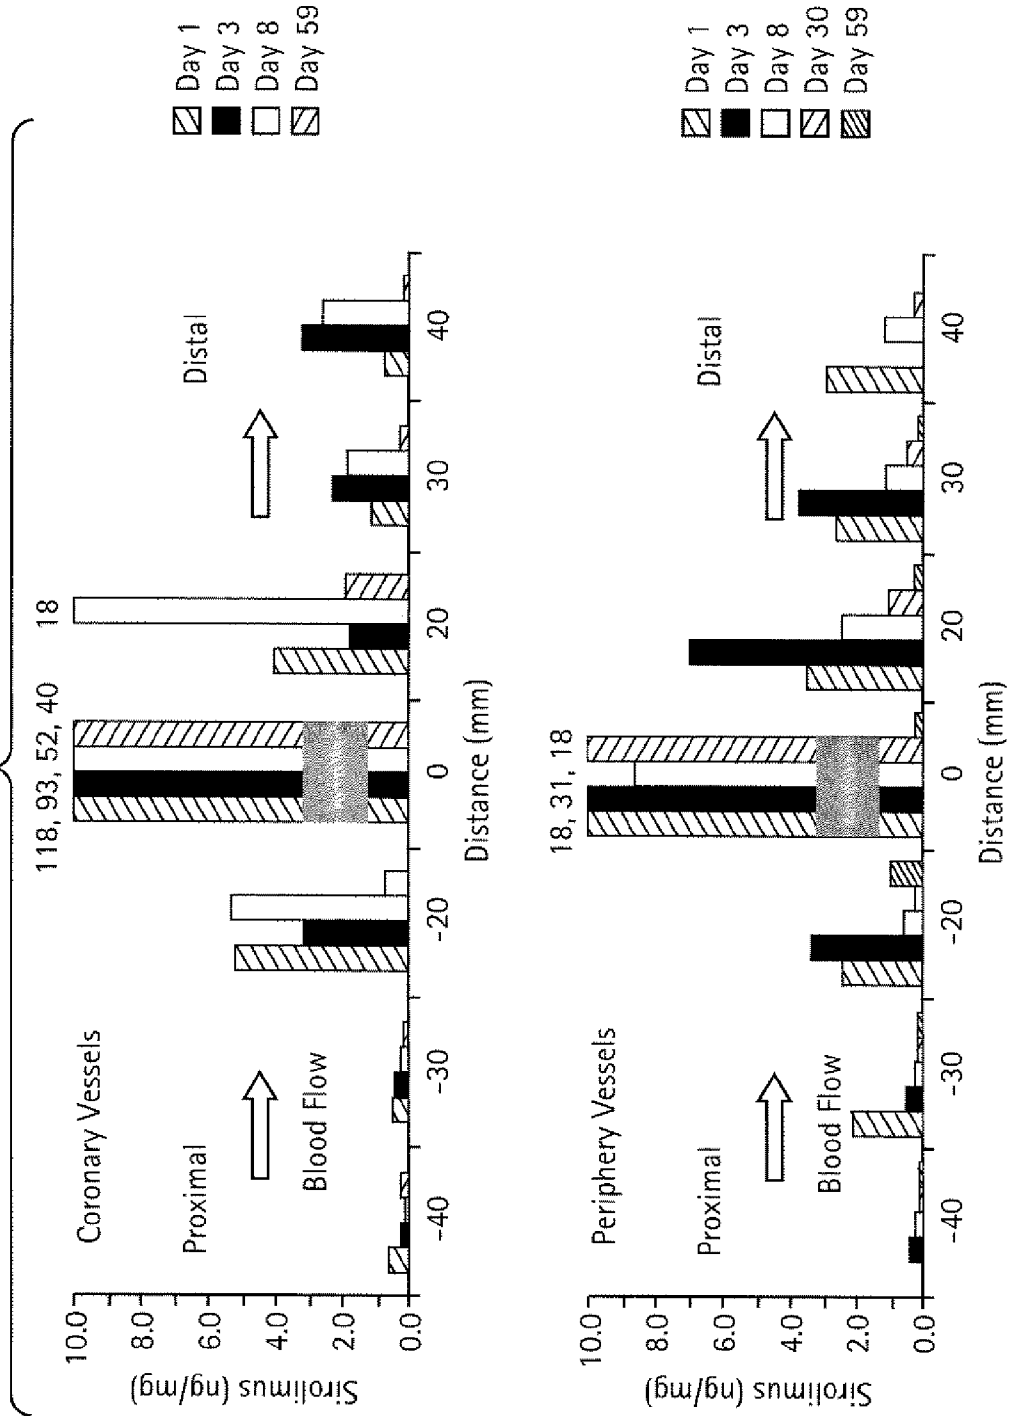 118, 93, 52, 40
18
Coronary Vessels
Proximal
Distal
Blood Flow
Sirolimus (ng/mg)
10.0
8.0
6.0
4.0
2.0
0.0
-40
-30
-20
0
20
30
40
Distance (mm)
Day 1
Day 3
Day 8
Day 59
18, 31, 18
Periphery Vessels
Proximal
Distal
Blood Flow
Sirolimus (ng/mg)
10.0
8.0
6.0
4.0
2.0
0.0
-40
-30
-20
0
20
30
40
Distance (mm)
Day 1
Day 3
Day 8
Day 30
Day 59